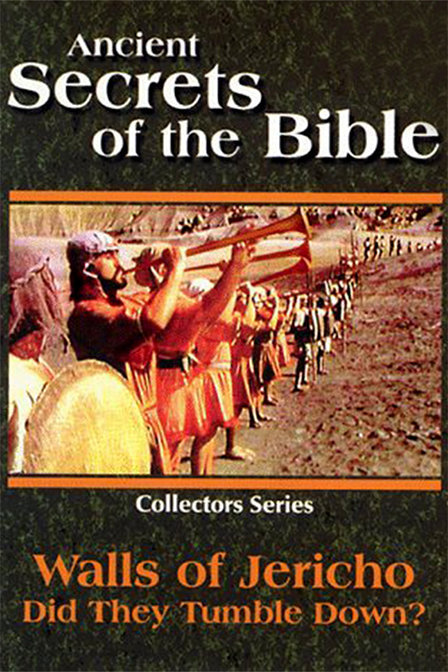 Ancient
Secrets
of the Bible
Collectors Series
Walls of Jericho
Did They Tumble Down?